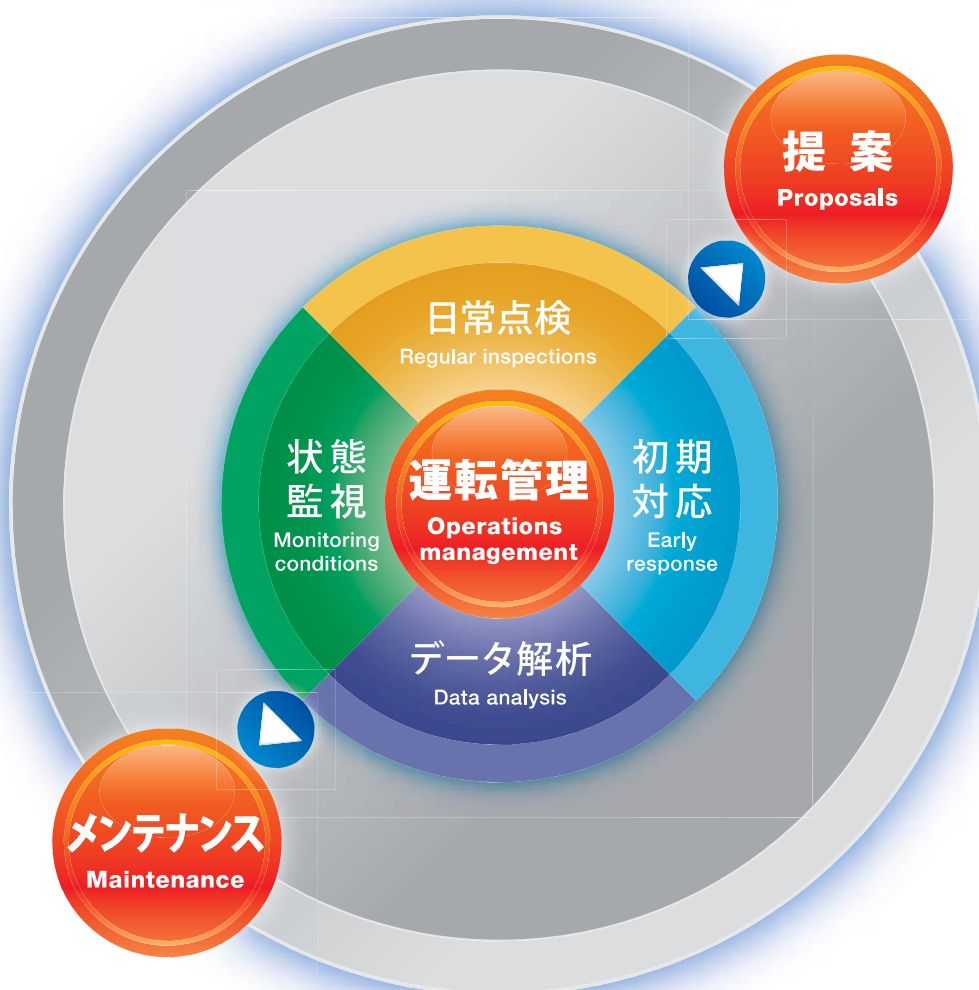 提 案
Proposals
日常点検
Regular inspections
状態
監視
Monitoring
conditions
運転管理
Operations
management
初期
対応
Early
response
データ解析
Data analysis
メンテナンス
Maintenance